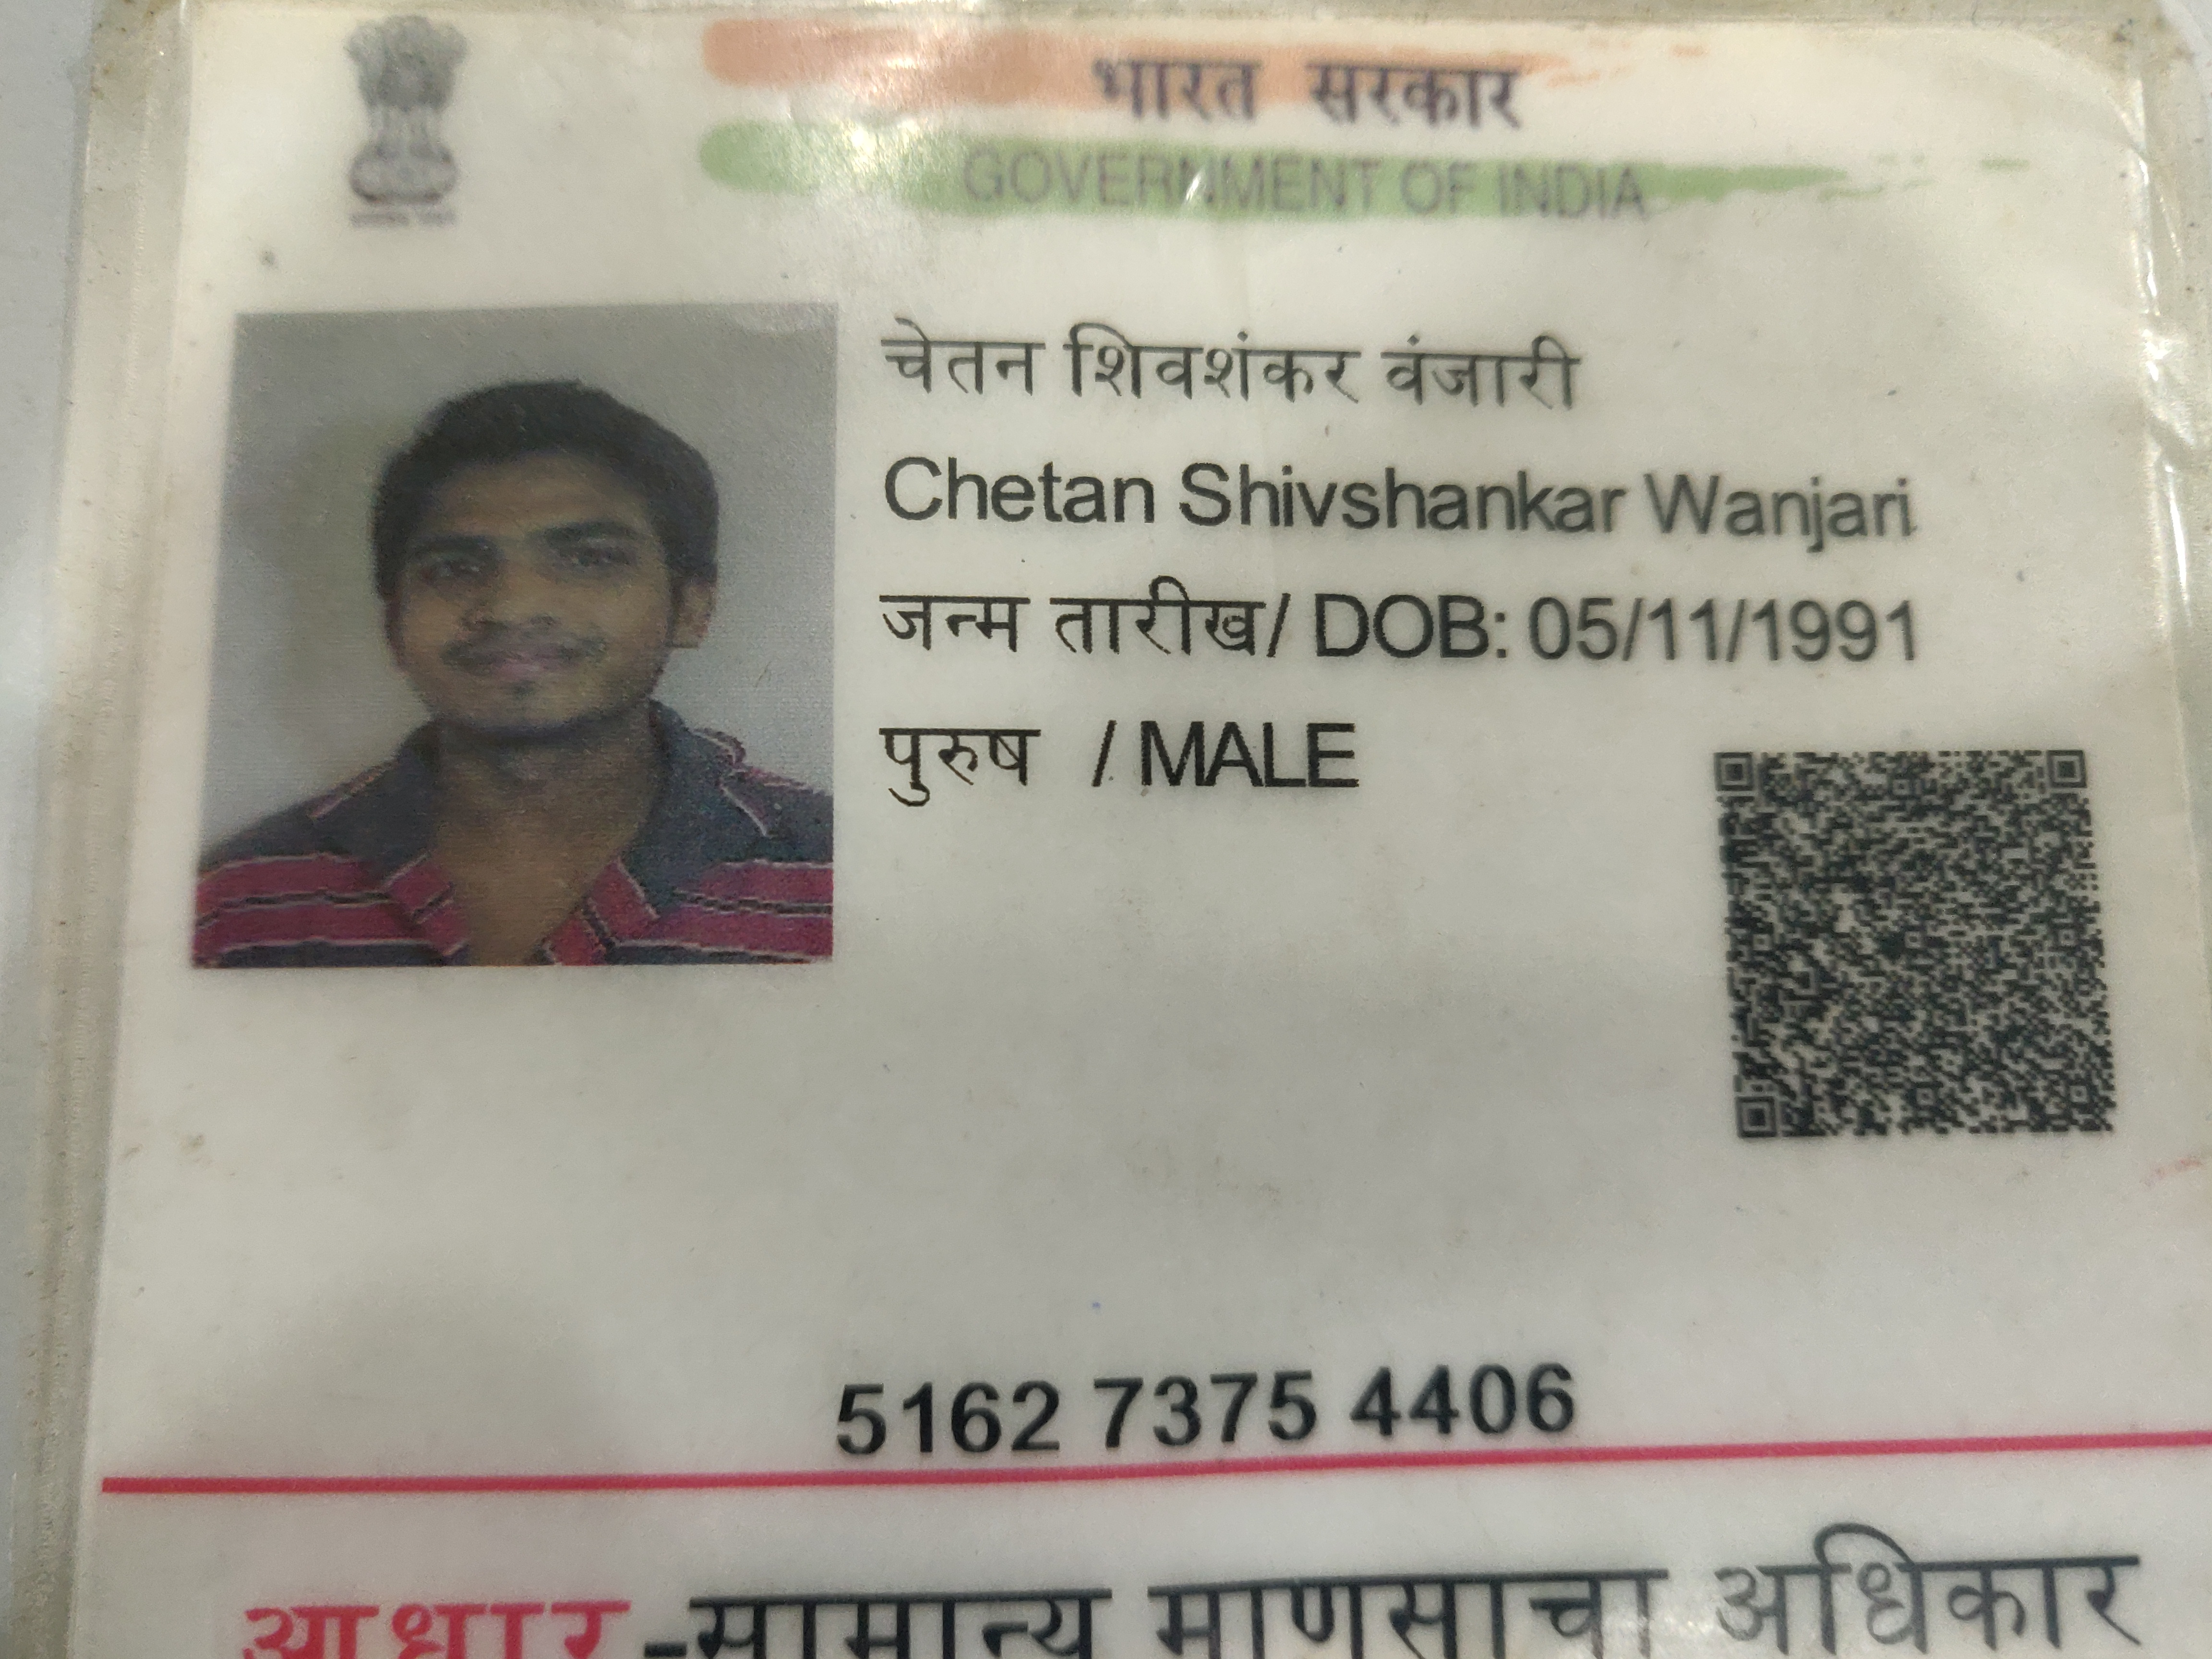 भारत सरकार
GOVERNMENT OF INDIA
चेतन शिवशंकर वंजारी
Chetan Shivshankar Wanjari
जन्म तारीख/ DOB: 05/11/1991
पुरुष / MALE
5162 7375 4406
आधार -सामान्य माणसाचा अधिकार